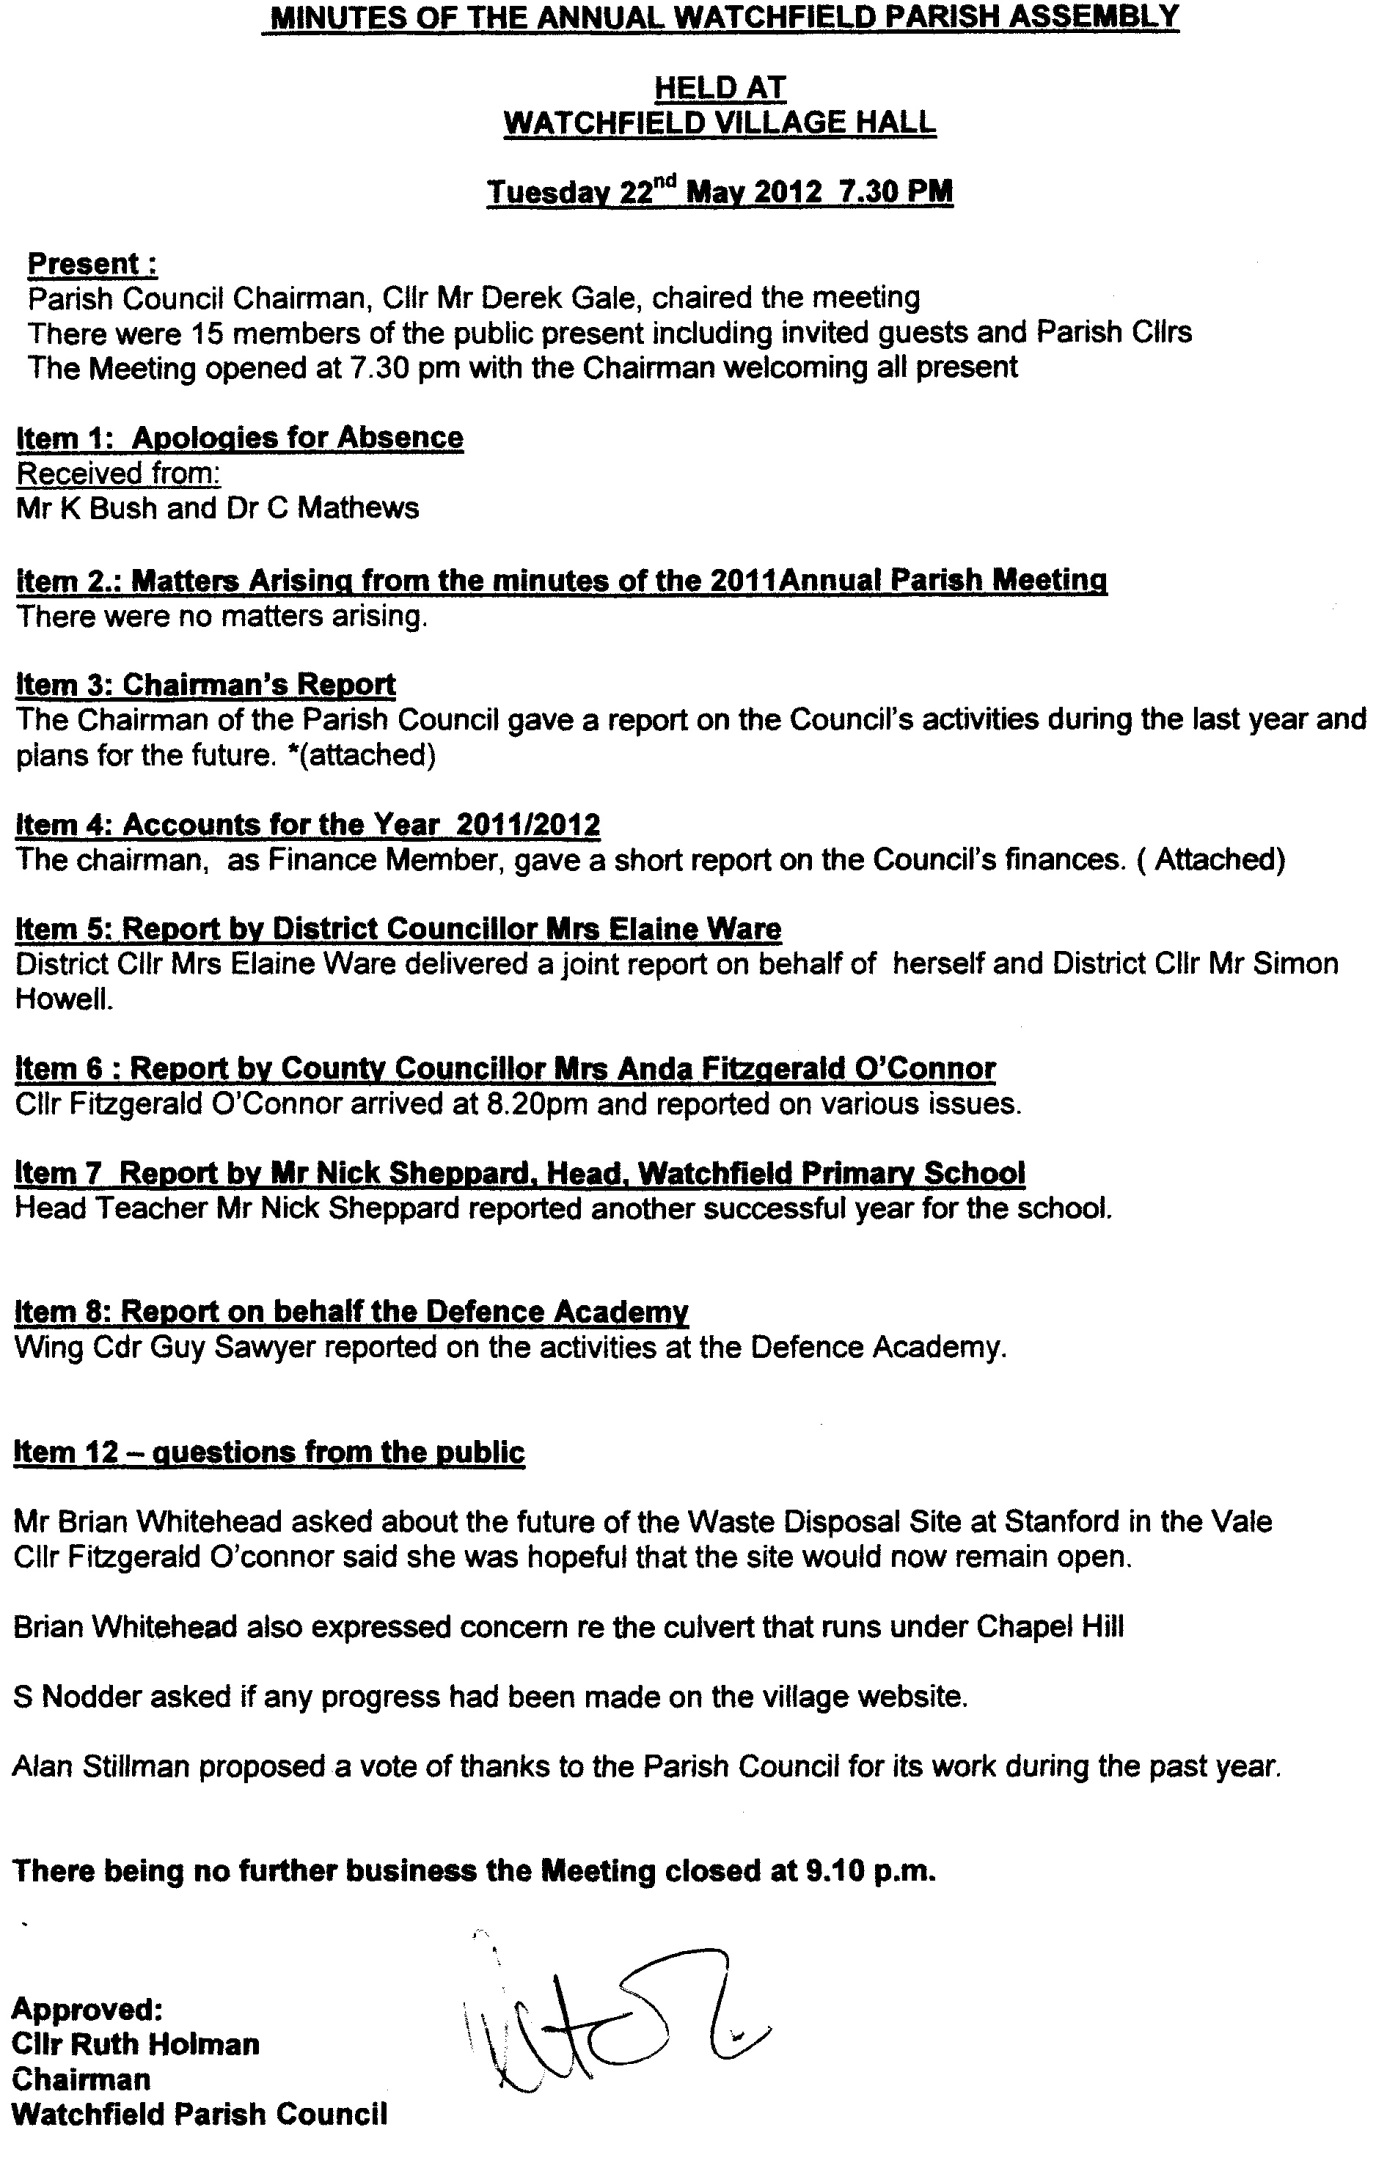 MINUTES OF THE ANNUAL WATCHFIELD PARISH ASSEMBLY
HELD AT
WATCHFIELD VILLAGE HALL
Tuesday 22nd May 2012 7.30 PM
Present :
Parish Council Chairman, Cllr Mr Derek Gale, chaired the meeting
There were 15 members of the public present including invited guests and Parish Cllrs
The Meeting opened at 7.30 pm with the Chairman welcoming all present
Item 1: Apologies for Absence
Received from:
Mr K Bush and Dr C Mathews
Item 2.: Matters Arising from the minutes of the 2011Annual Parish Meeting
There were no matters arising.
Item 3: Chairman's Report
The Chairman of the Parish Council gave a report on the Council's activities during the last year and
plans for the future. *(attached)
Item 4: Accounts for the Year 2011/2012
The chairman, as Finance Member, gave a short report on the Council's finances. ( Attached)
Item 5: Report by District Councillor Mrs Elaine Ware
District Cllr Mrs Elaine Ware delivered a joint report on behalf of herself and District Cllr Mr Simon
Howell.
Item 6 : Report by County Councillor Mrs Anda Fitzgerald O'Connor
Cllr Fitzgerald O'Connor arrived at 8.20pm and reported on various issues.
Item 7 Report by Mr Nick Sheppard, Head, Watchfield Primary School
Head Teacher Mr Nick Sheppard reported another successful year for the school.
Item 8: Report on behalf the Defence Academy
Wing Cdr Guy Sawyer reported on the activities at the Defence Academy.
Item 12 – questions from the public
Mr Brian Whitehead asked about the future of the Waste Disposal Site at Stanford in the Vale
Cllr Fitzgerald O'connor said she was hopeful that the site would now remain open.
Brian Whitehead also expressed concern re the culvert that runs under Chapel Hill
S Nodder asked if any progress had been made on the village website.
Alan Stillman proposed a vote of thanks to the Parish Council for its work during the past year.
There being no further business the Meeting closed at 9.10 p.m.
Approved:
Cllr Ruth Holman
Chairman
Watchfield Parish Council